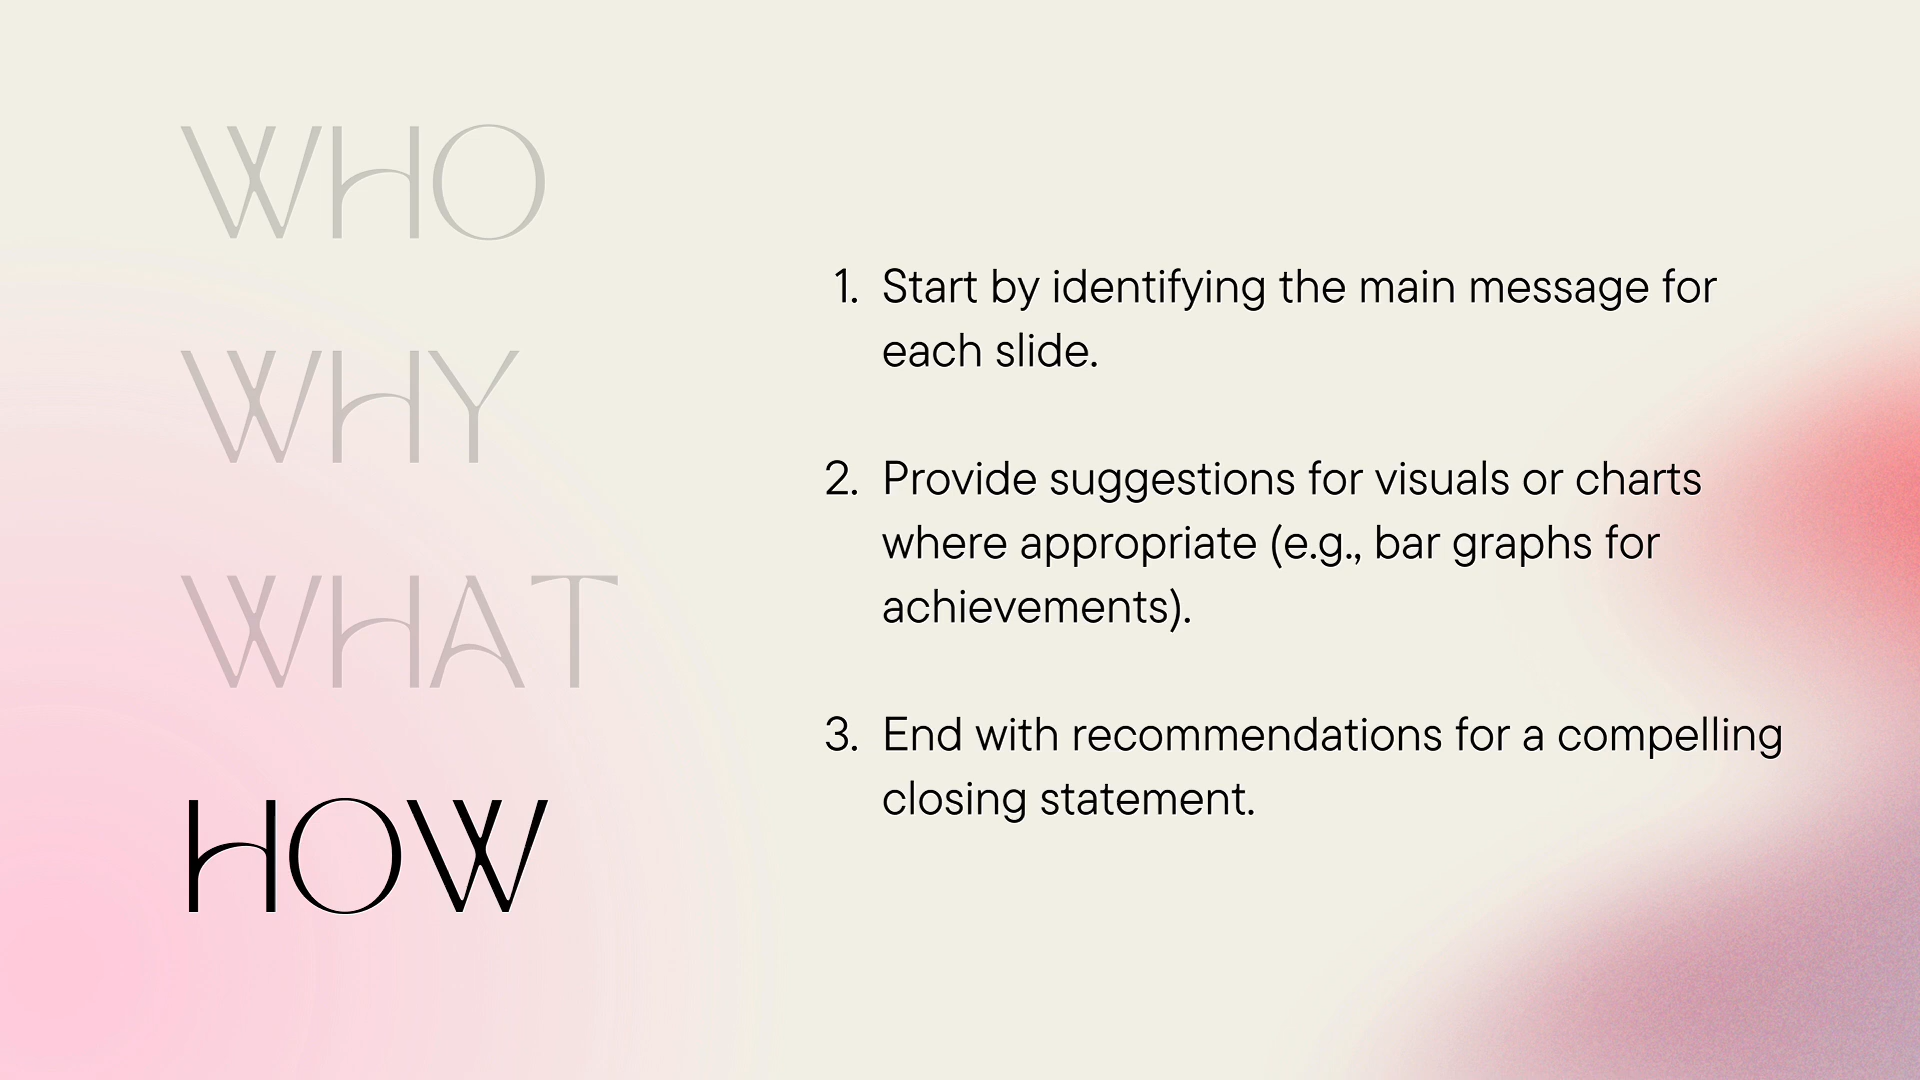 WHO
WHY
WHAT
HOW
1. Start by identifying the main message for
each slide.
2. Provide suggestions for visuals or charts
where appropriate (e.g., bar graphs for
achievements).
3. End with recommendations for a compelling
closing statement.